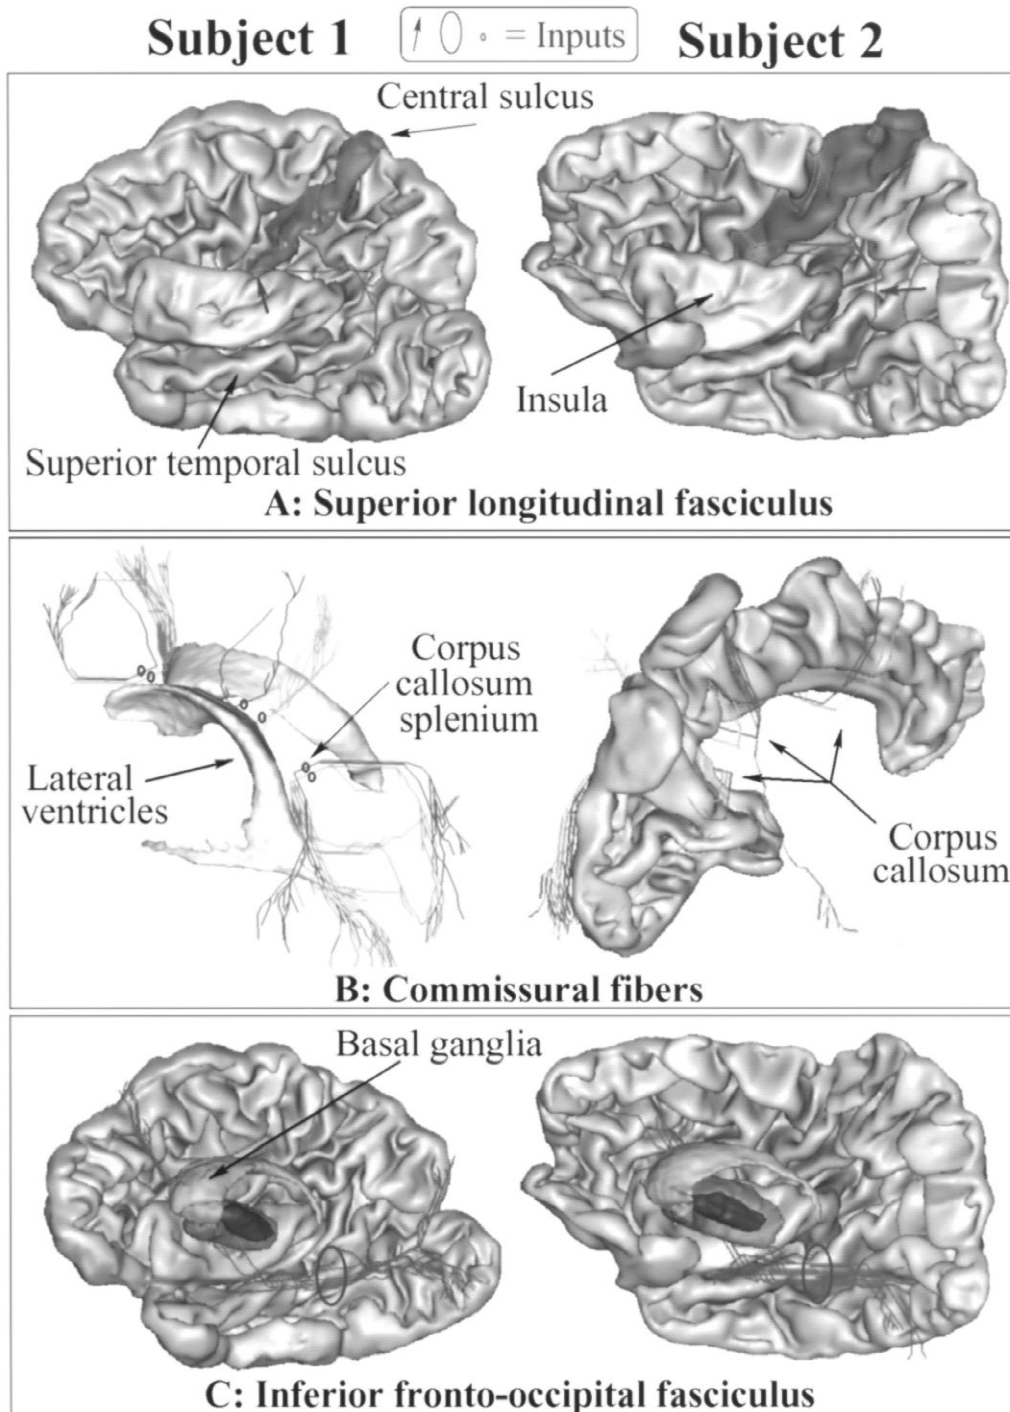 Subject 1
= Inputs
Subject 2
Central sulcus
Insula
Superior temporal sulcus
A: Superior longitudinal fasciculus
Corpus
callosum
splenium
Lateral
ventricles
Corpus
callosum
B: Commissural fibers
Basal ganglia
C: Inferior fronto-occipital fasciculus